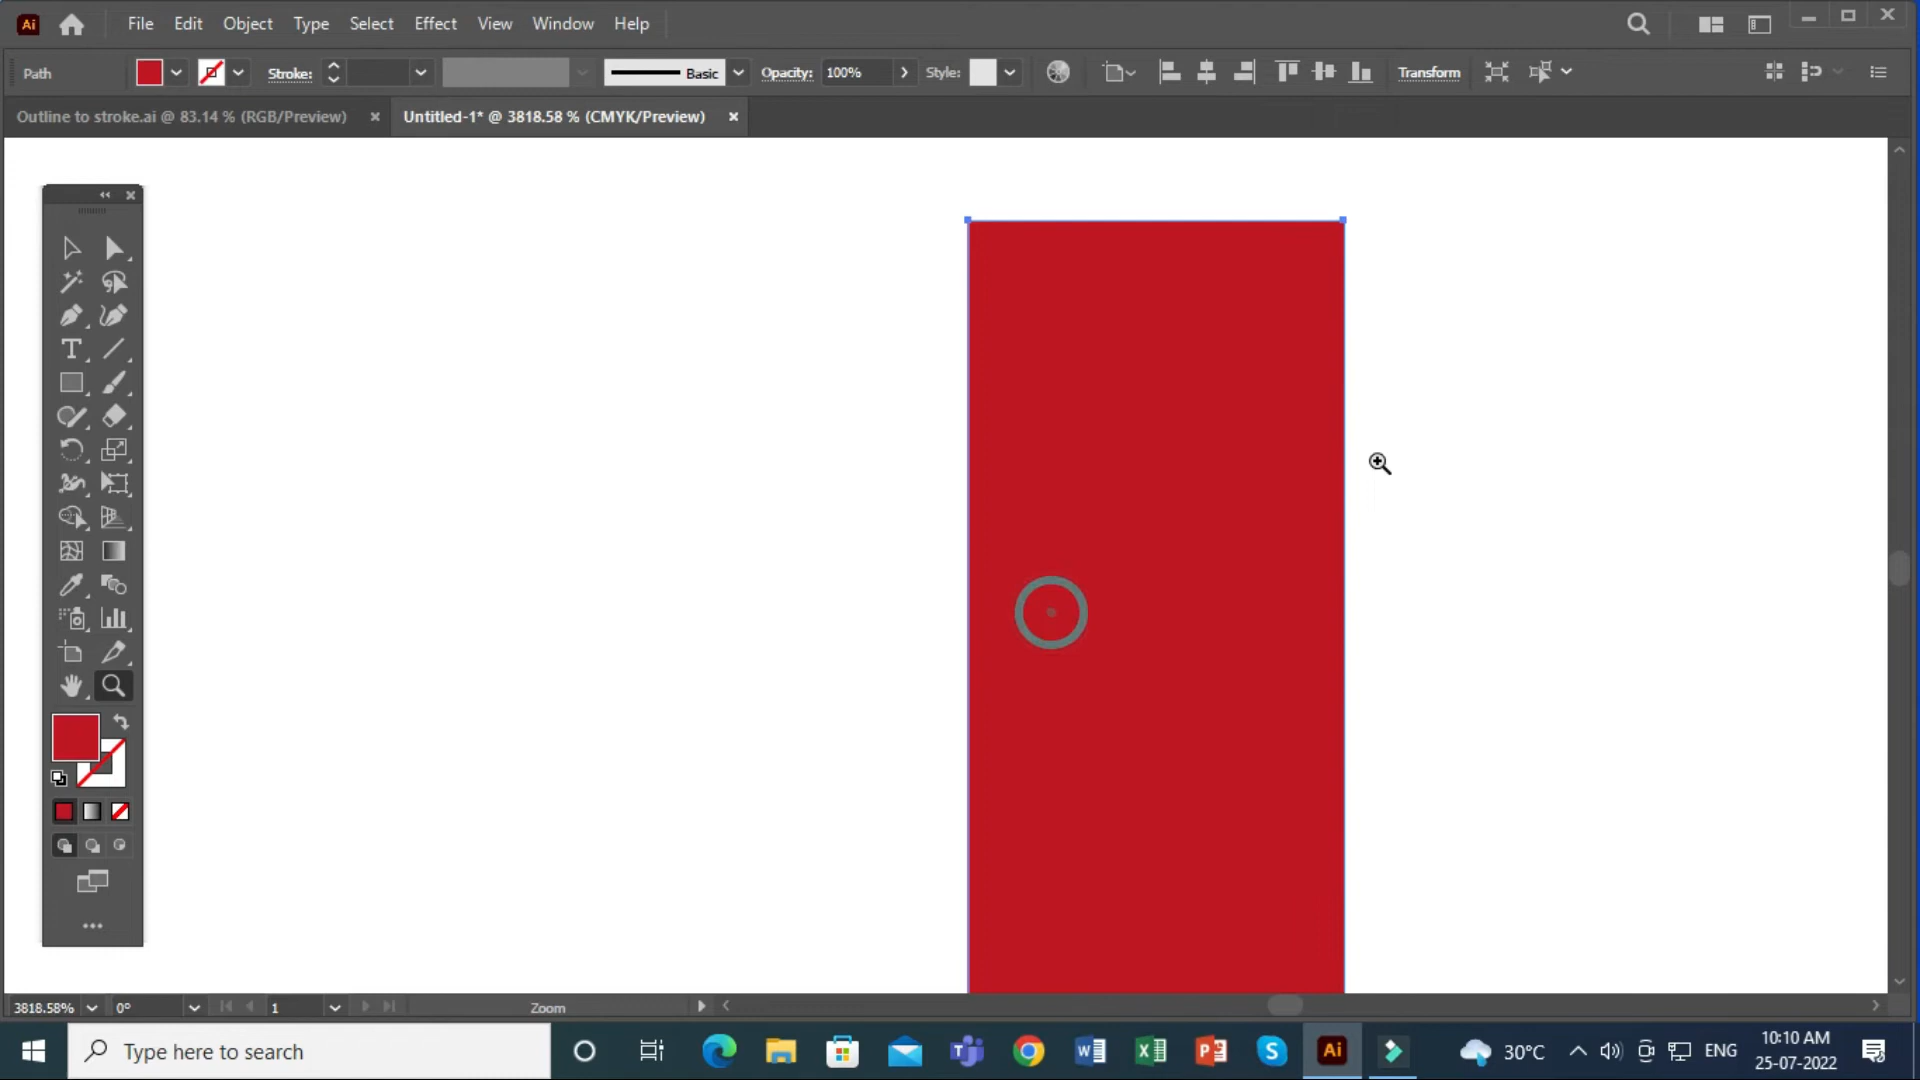 Ai File Edit Object Type Select Effect View Window Help
Path Stroke: Basic Opacity: 100% Style: Transform
Outline to stroke.ai @ 83.14 % (RGB/Preview) × Untitled-1* @ 3818.58 % (CMYK/Preview) ×
3818.58% 0° 1 Zoom
Type here to search
Ai
30°C
ENG
10:10 AM
25-07-2022